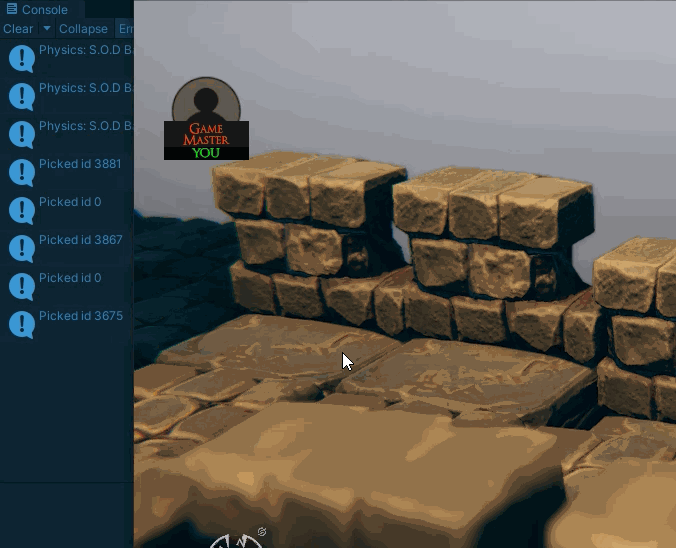 Console
Clear
Collapse
Physics: S.O.D
Physics: S.O.D
Physics: S.O.D
Picked id 3881
Picked id 0
Picked id 3867
Picked id 0
Picked id 3675
GAME
MASTER
YOU